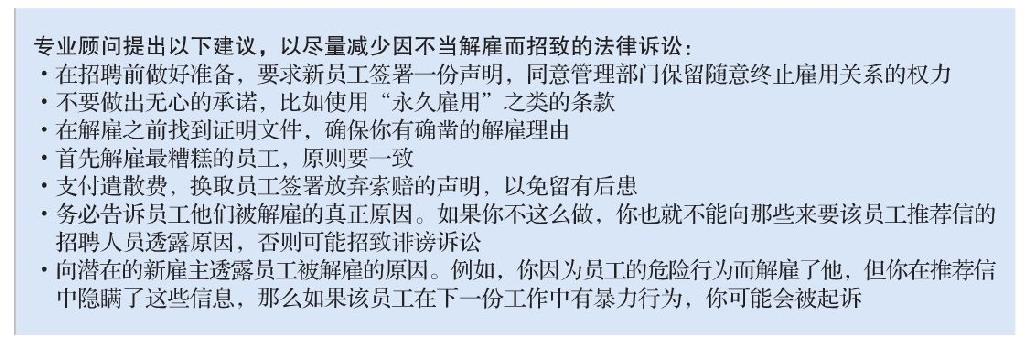 专业顾问提出以下建议，以尽量减少因不当解雇而招致的法律诉讼：
·在招聘前做好准备，要求新员工签署一份声明，同意管理部门保留随意终止雇用关系的权力
·不要做出无心的承诺，比如使用“永久雇用”之类的条款
·在解雇之前找到证明文件，确保你有确凿的解雇理由
·首先解雇最糟糕的员工，原则要一致
·支付遣散费，换取员工签署放弃索赔的声明，以免留有后患
·务必告诉员工他们被解雇的真正原因。如果你不这么做，你也就不能向那些来要该员工推荐信的
招聘人员透露原因，否则可能招致诽谤诉讼
·向潜在的新雇主透露员工被解雇的原因。例如，你因为员工的危险行为而解雇了他，但你在推荐信
中隐瞒了这些信息，那么如果该员工在下一份工作中有暴力行为，你可能会被起诉